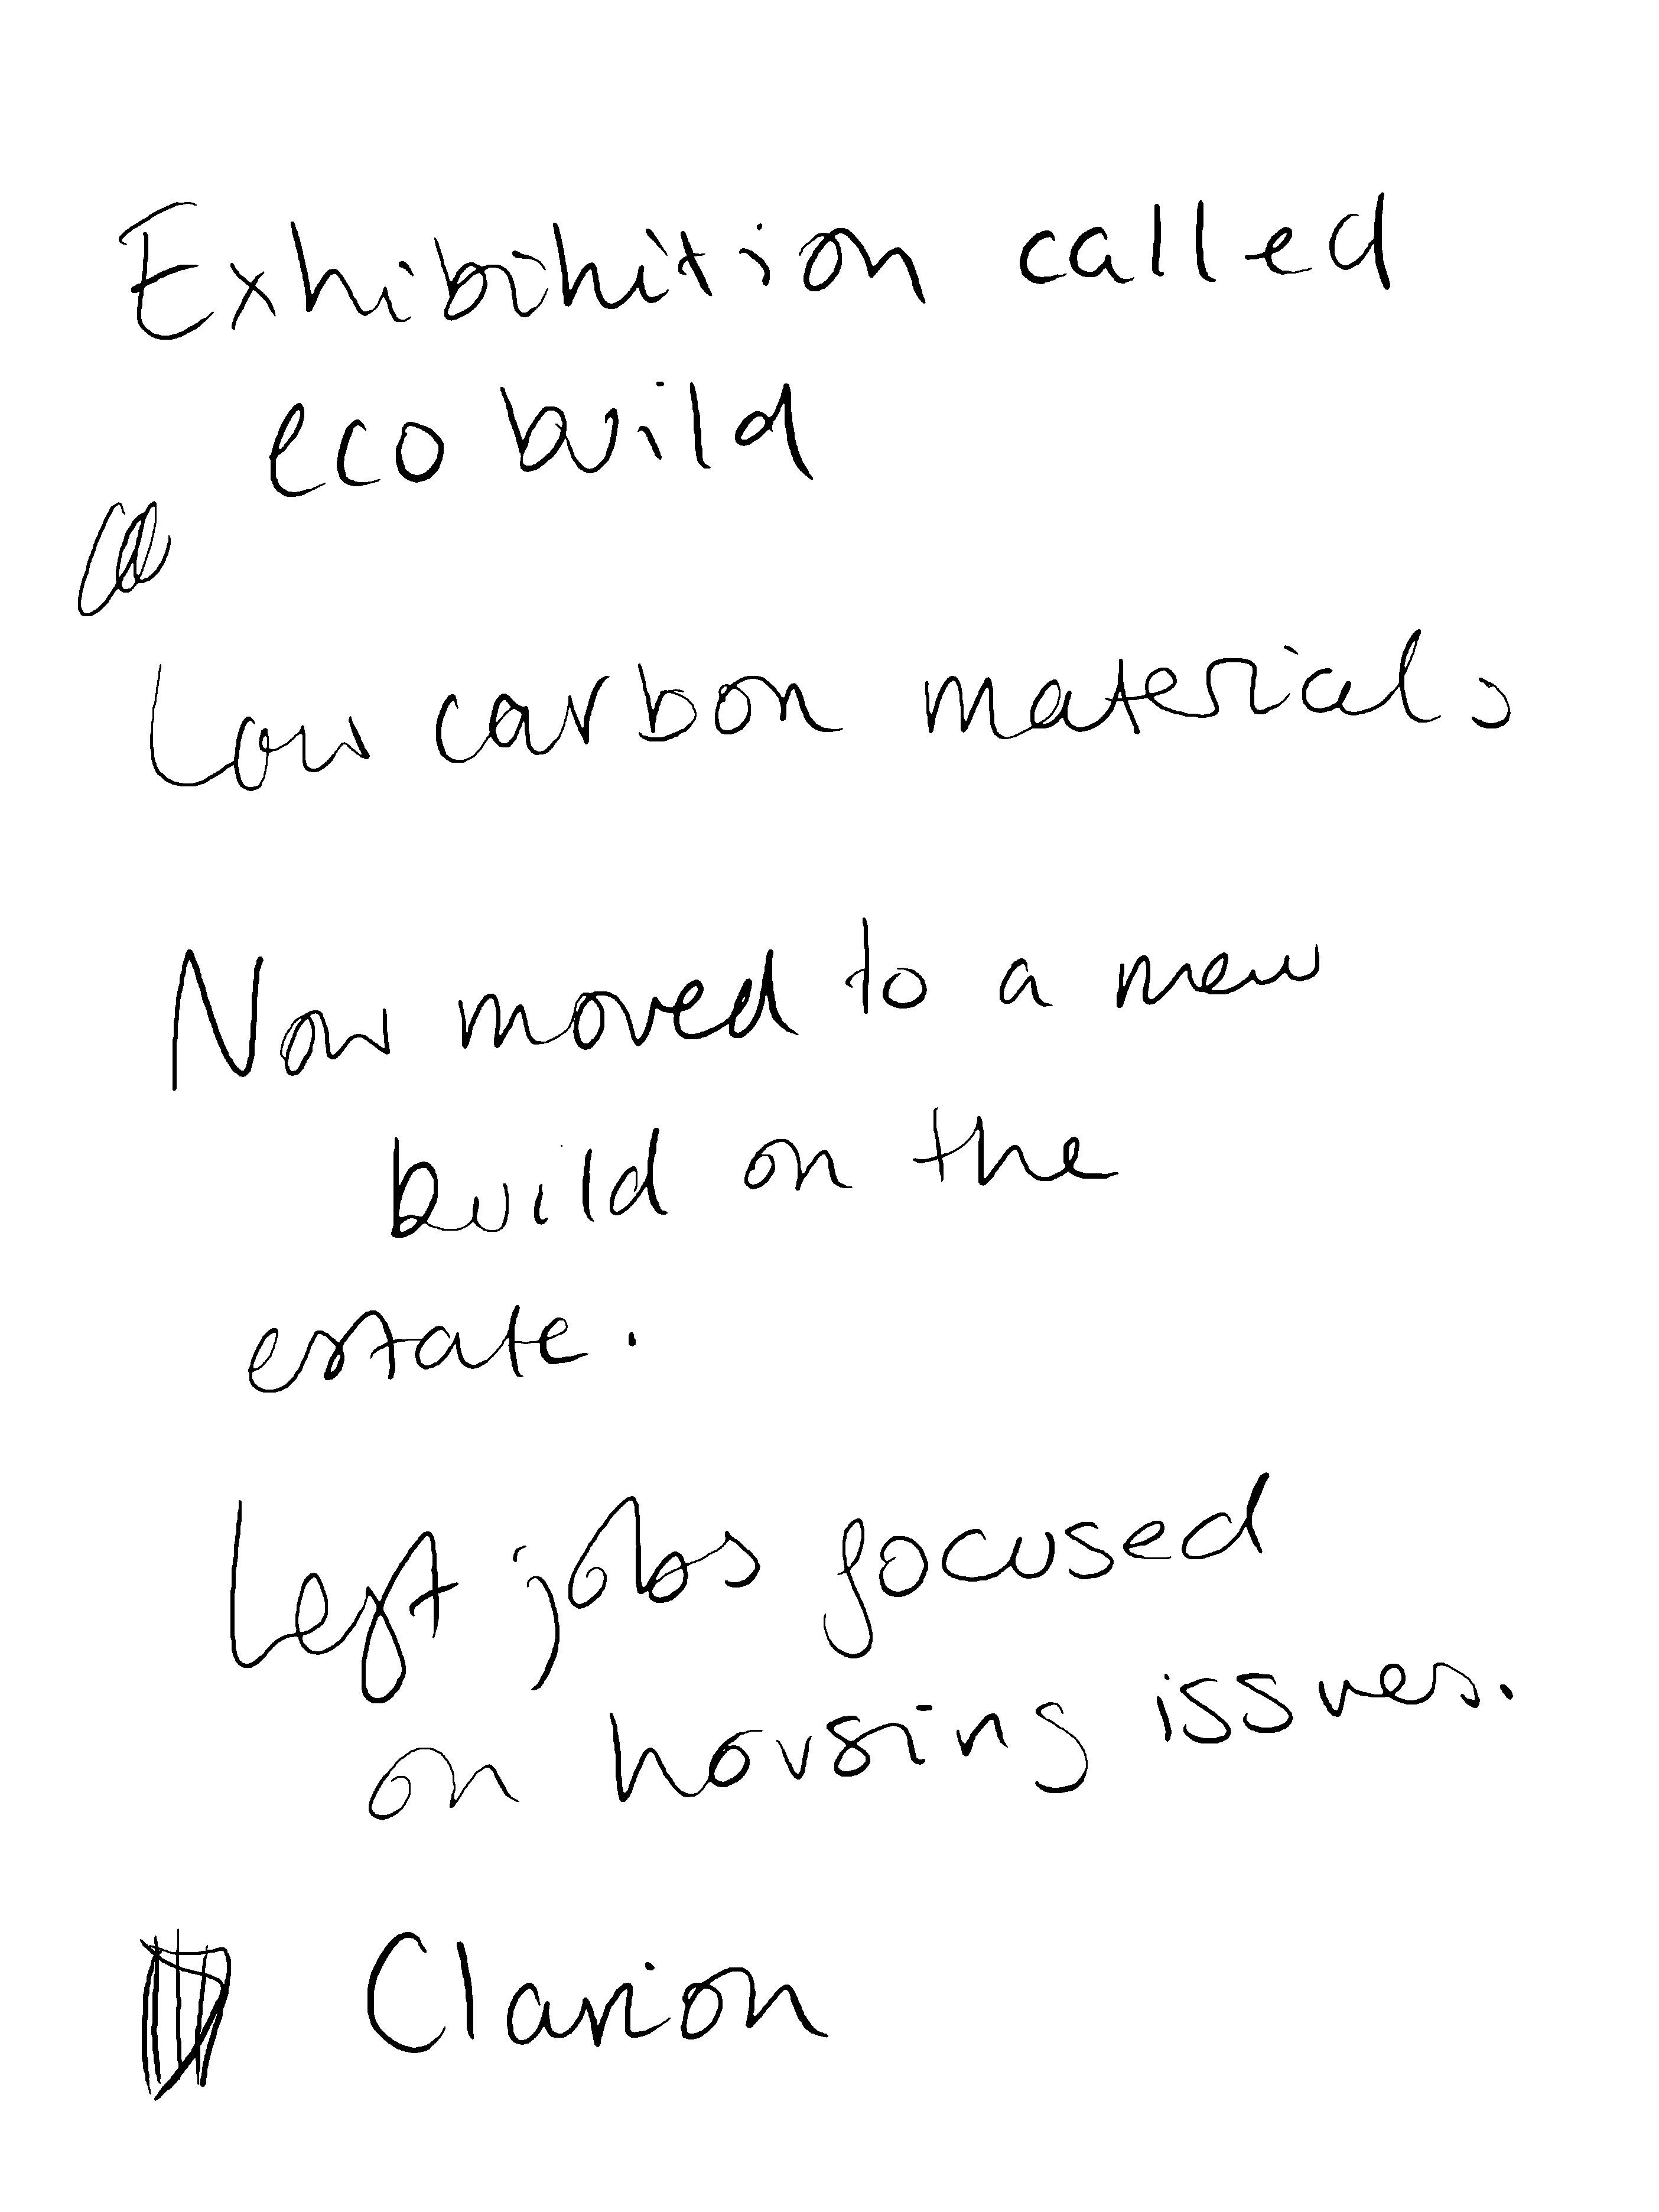 Exhibition called
eco build
Low carbon materials
Now moved to a new
build on the
estate.
Left jobs focused
on housing issues.
Clarion